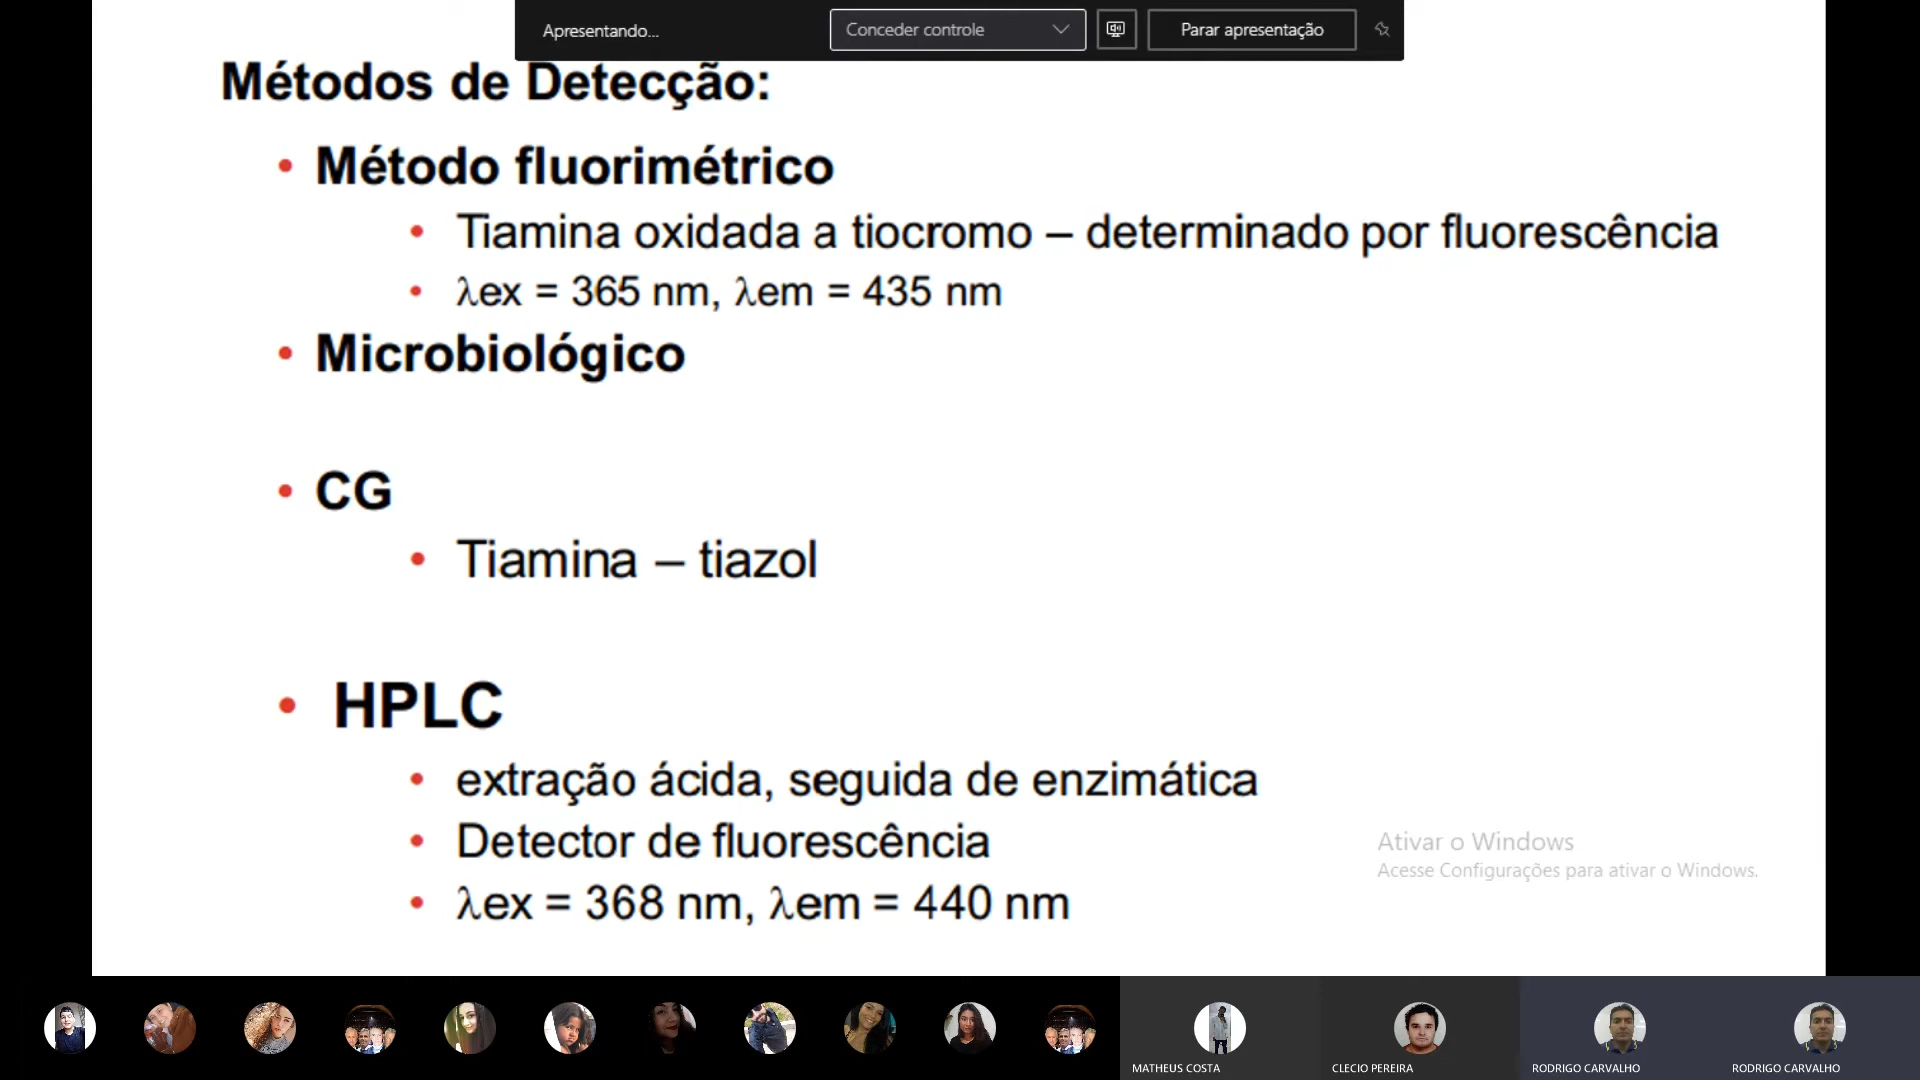 Apresentando...
Conceder controle
Parar apresentação
Métodos de Detecção:
• Método fluorimétrico
• Tiamina oxidada a tiocromo – determinado por fluorescência
• λex = 365 nm, λem = 435 nm
• Microbiológico
• CG
• Tiamina – tiazol
• HPLC
• extração ácida, seguida de enzimática
• Detector de fluorescência
• λex = 368 nm, λem = 440 nm
Ativar o Windows
Acesse Configurações para ativar o Windows.
MATHEUS COSTA
CLECIO PEREIRA
RODRIGO CARVALHO
RODRIGO CARVALHO